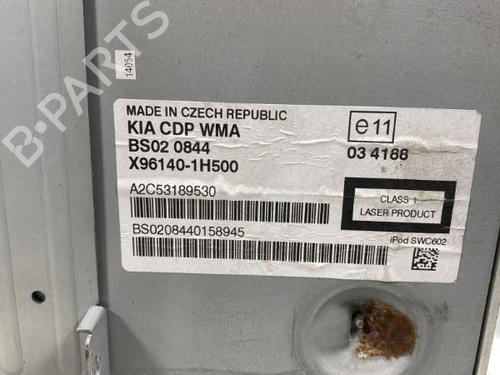 14054
MADE IN CZECH REPUBLIC
KIA CDP WMA
BS02 0844
X96140-1H500
e11
03 4188
A2C53189530
CLASS 1
LASER PRODUCT
BS0208440158945
iPod SWC602
B-PARTS